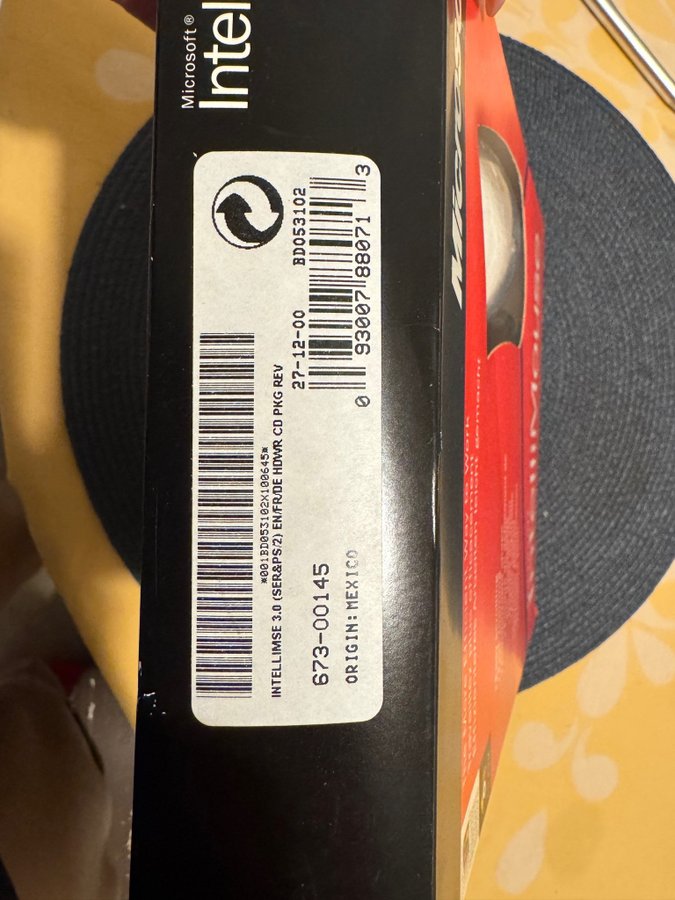 Microsoft®
Intel
*001BD053102X100645*
INTELLIMSE 3.0 (SER&PS/2) EN/FR/DE HDWR CD PKG REV
27-12-00 BD053102
0 93007 88071 3
673-00145
ORIGIN: MEXICO
Microsoft